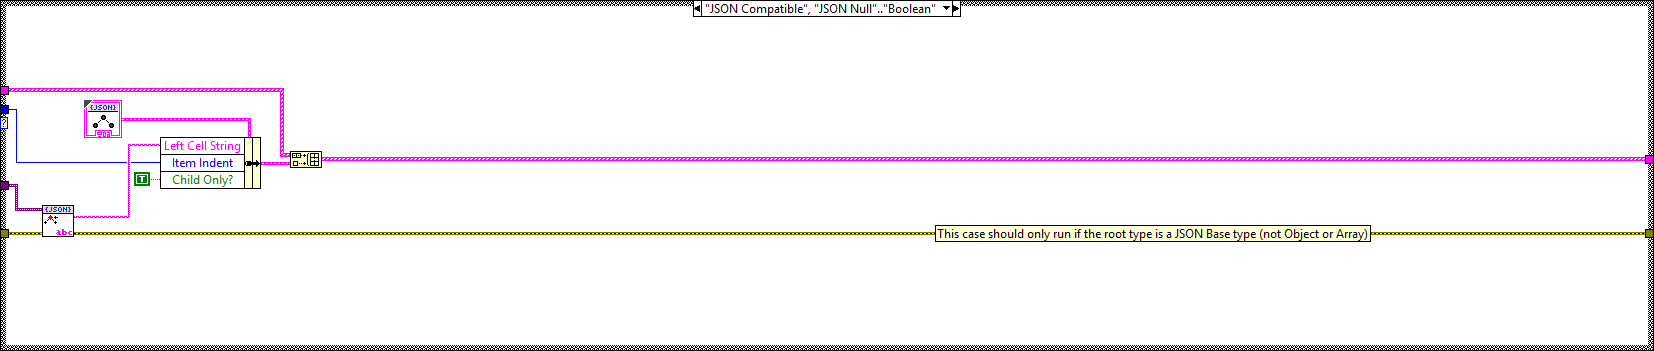 "JSON Compatible", "JSON Null".."Boolean"
{JSON}
Left Cell String
Item Indent
?
T
Child Only?
{JSON}
abc
This case should only run if the root type is a JSON Base type (not Object or Array)